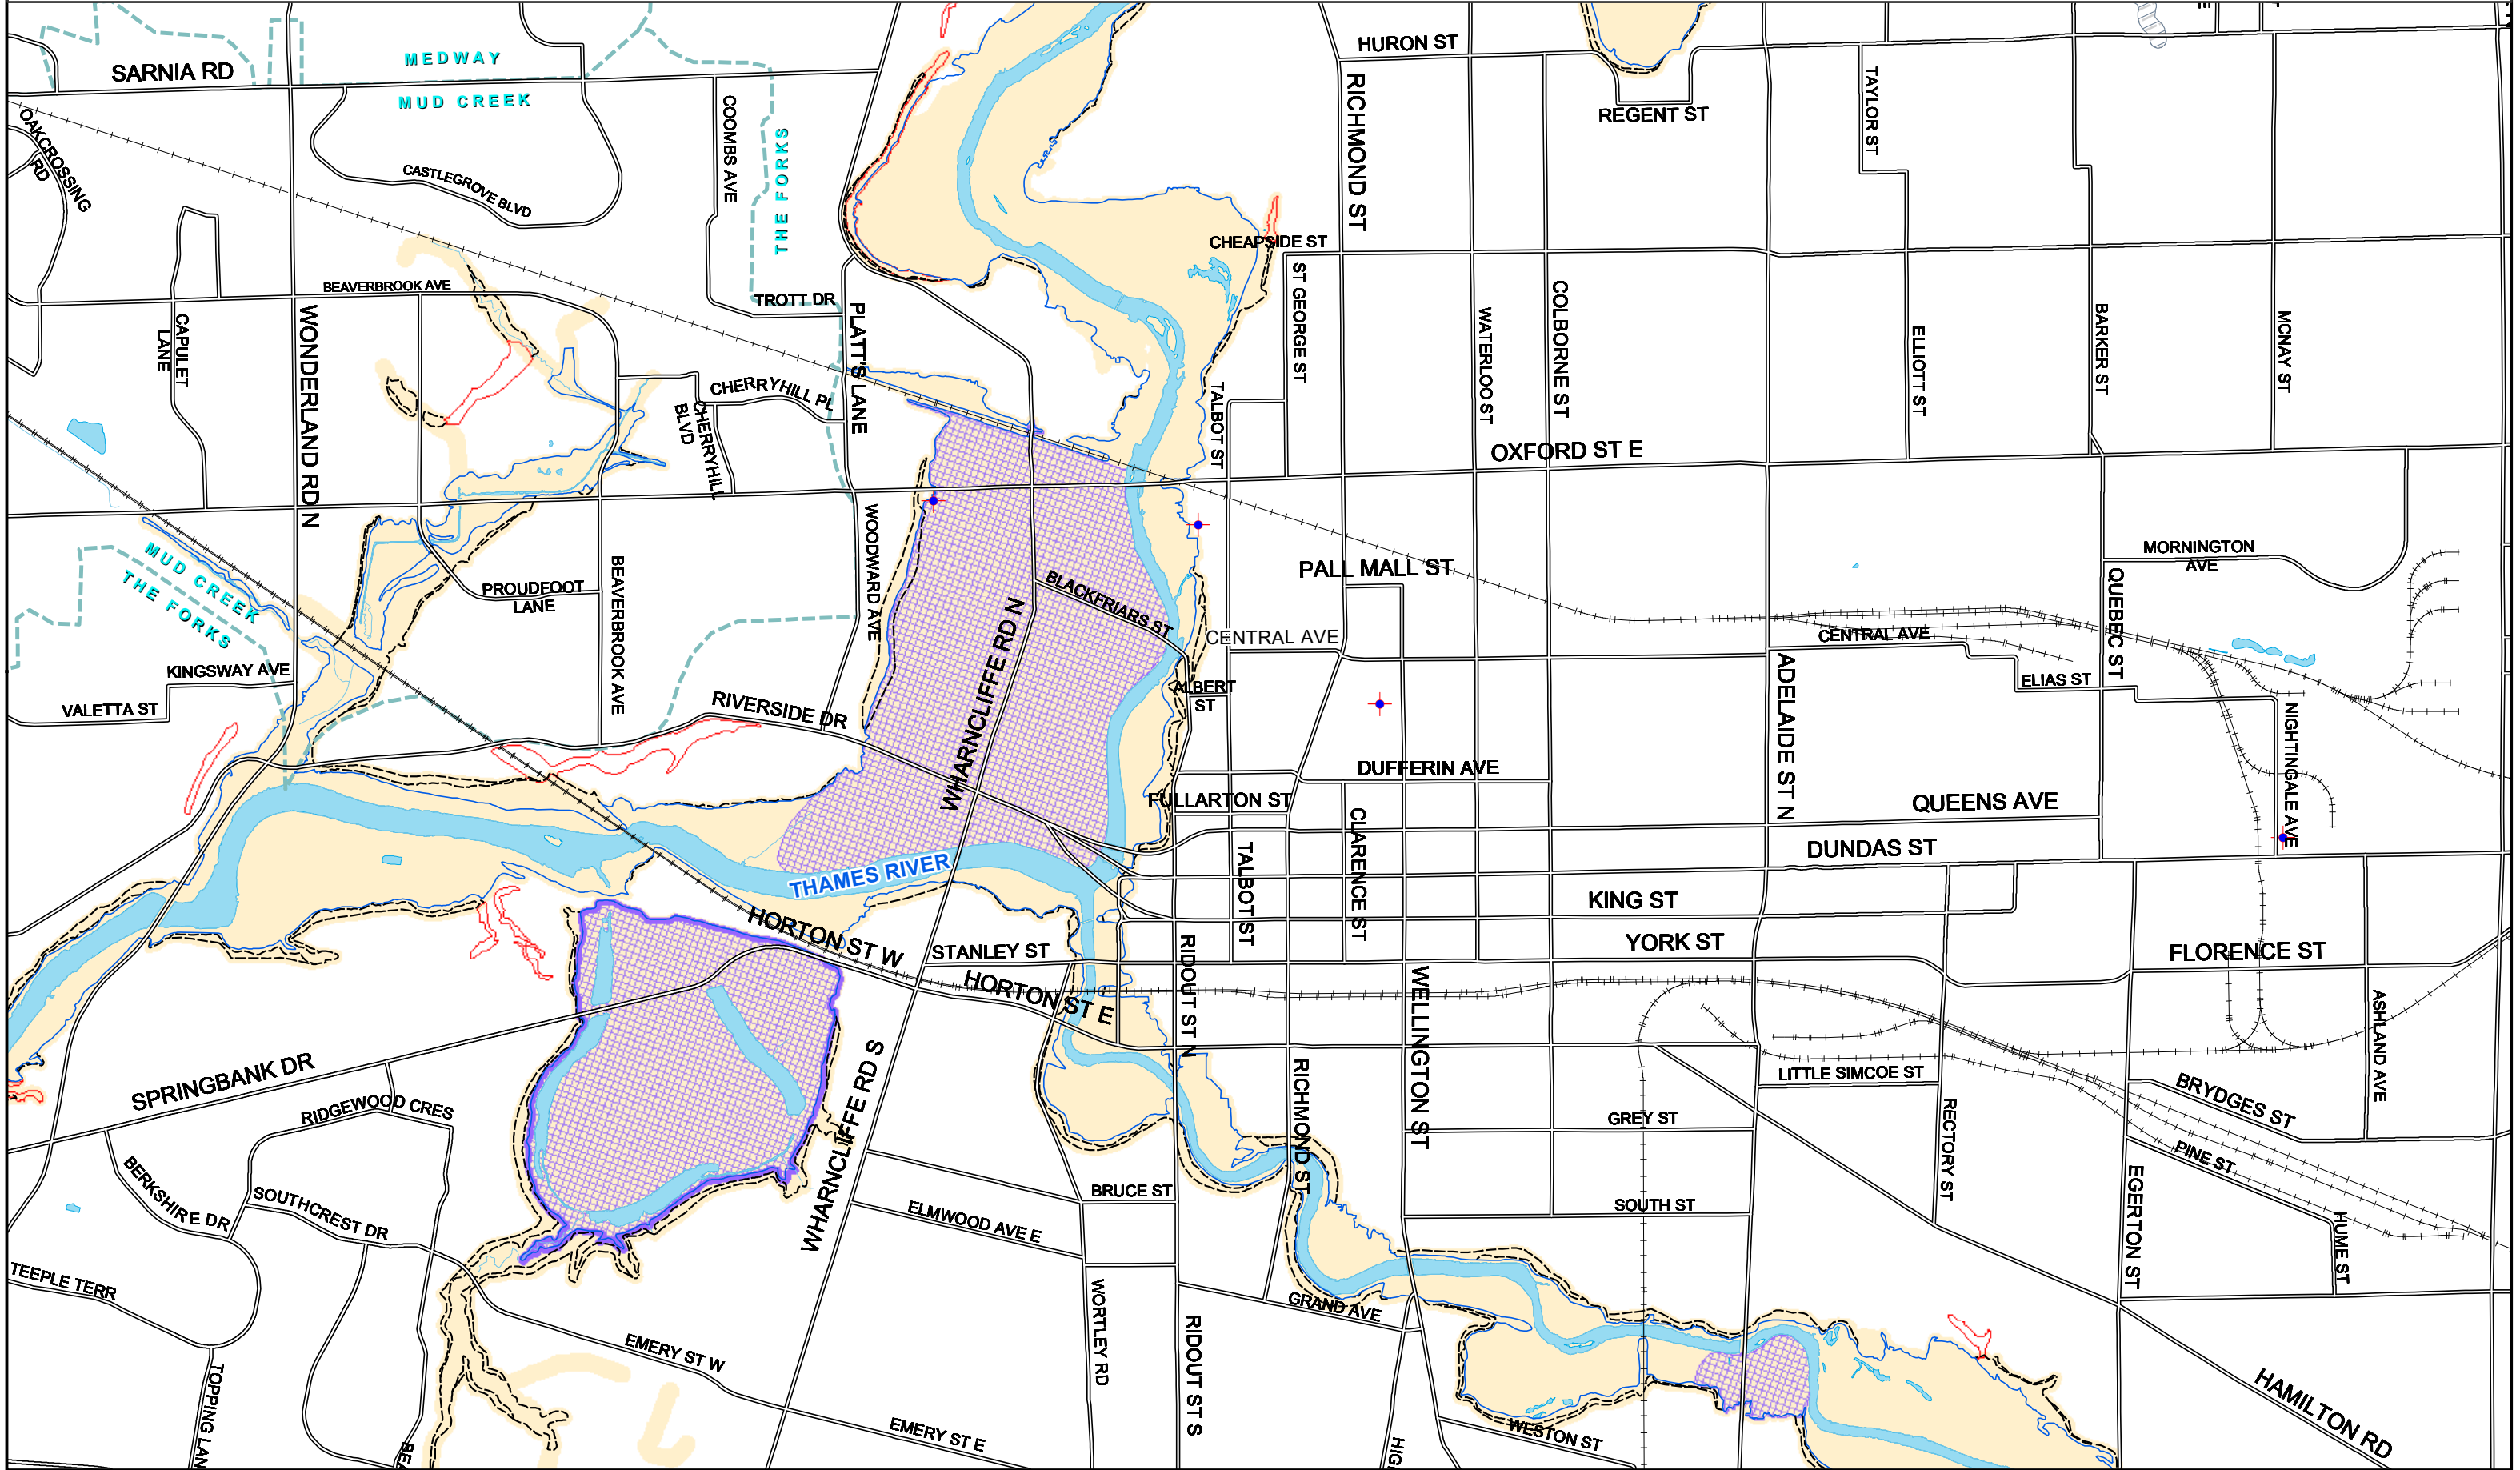 HURON ST
SARNIA RD
MEDWAY
MUD CREEK
OAKCROSSING
RD
CASTLEGROVE BLVD
COOMBS AVE
THE FORKS
RICHMOND ST
REGENT ST
TAYLOR ST
CHEAPSIDE ST
BEAVERBROOK AVE
TROTT DR
PLATT'S LANE
ST GEORGE ST
WATERLOO ST
COLBORNE ST
ELLIOTT ST
BARKER ST
MCNAY ST
CAPULET
LANE
WONDERLAND RD N
CHERRYHILL PL
CHERRYHILL
BLVD
TALBOT ST
OXFORD ST E
WOODWARD AVE
MUD CREEK
THE FORKS
PROUDFOOT
LANE
BEAVERBROOK AVE
BLACKFRIARS ST
PALL MALL ST
MORNINGTON
AVE
QUEBEC ST
CENTRAL AVE
CENTRAL AVE
KINGSWAY AVE
VALETTA ST
RIVERSIDE DR
WHARNCLIFFE RD N
ALBERT
ST
ADELAIDE ST N
ELIAS ST
NIGHTINGALE AVE
DUFFERIN AVE
FULLARTON ST
QUEENS AVE
CLARENCE ST
DUNDAS ST
THAMES RIVER
TALBOT ST
KING ST
HORTON ST W
STANLEY ST
YORK ST
FLORENCE ST
HORTON ST E
RIDOUT ST N
WELLINGTON ST
ASHLAND AVE
SPRINGBANK DR
RIDGEWOOD CRES
WHARNCLIFFE RD S
RICHMOND ST
LITTLE SIMCOE ST
BRYDGES ST
GREY ST
RECTORY ST
PINE ST
BERKSHIRE DR
SOUTHCREST DR
BRUCE ST
ELMWOOD AVE E
SOUTH ST
EGERTON ST
HUME ST
TEEPLE TERR
WORTLEY RD
GRAND AVE
RIDOUT ST S
EMERY ST W
TOPPING LAN
HAMILTON RD
EMERY ST E
WESTON ST
BEA
HIG